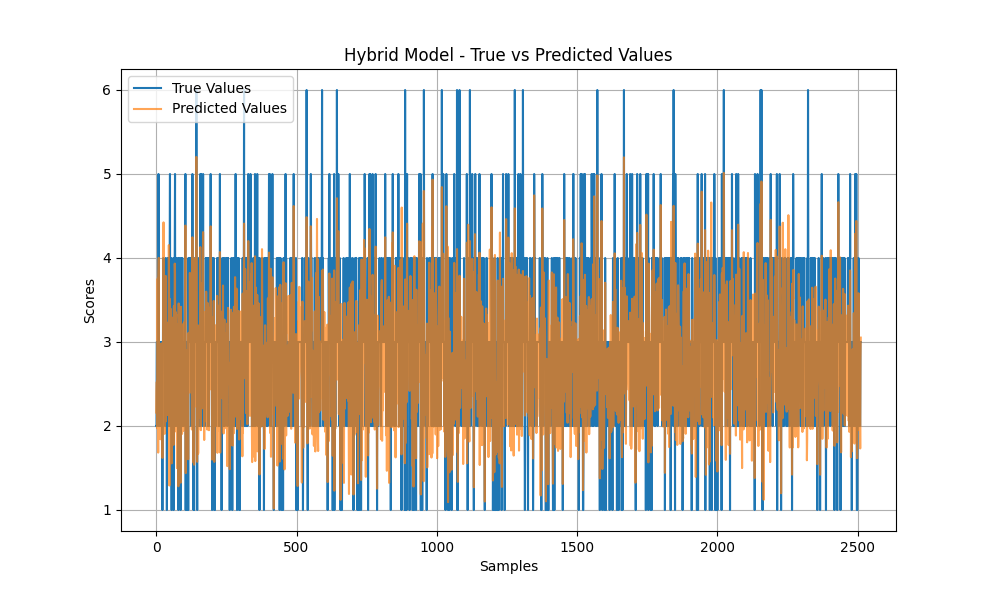 Hybrid Model - True vs Predicted Values
True Values
Predicted Values
Scores
6
5
4
3
2
1
0
500
1000
1500
2000
2500
Samples